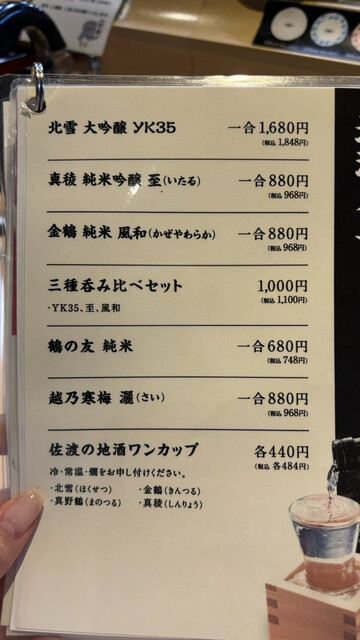 北雪 大吟醸 YK35 一合 1,680円
(税込 1,848円)
真稜 純米吟醸 至(いたる) 一合 880円
(税込 968円)
金鶴 純米 風和(かぜやわらか) 一合 880円
(税込 968円)
三種呑み比べセット 1,000円
(税込 1,100円)
・YK35、至、風和
鶴の友 純米 一合 680円
(税込 748円)
越乃寒梅 灑(さい) 一合 880円
(税込 968円)
佐渡の地酒ワンカップ 各440円
(税込 各484円)
冷・常温・燗をお申し付けください。
・北雪(ほくせつ) ・金鶴(きんつる)
・真野鶴(まのつる) ・真稜(しんりょう)